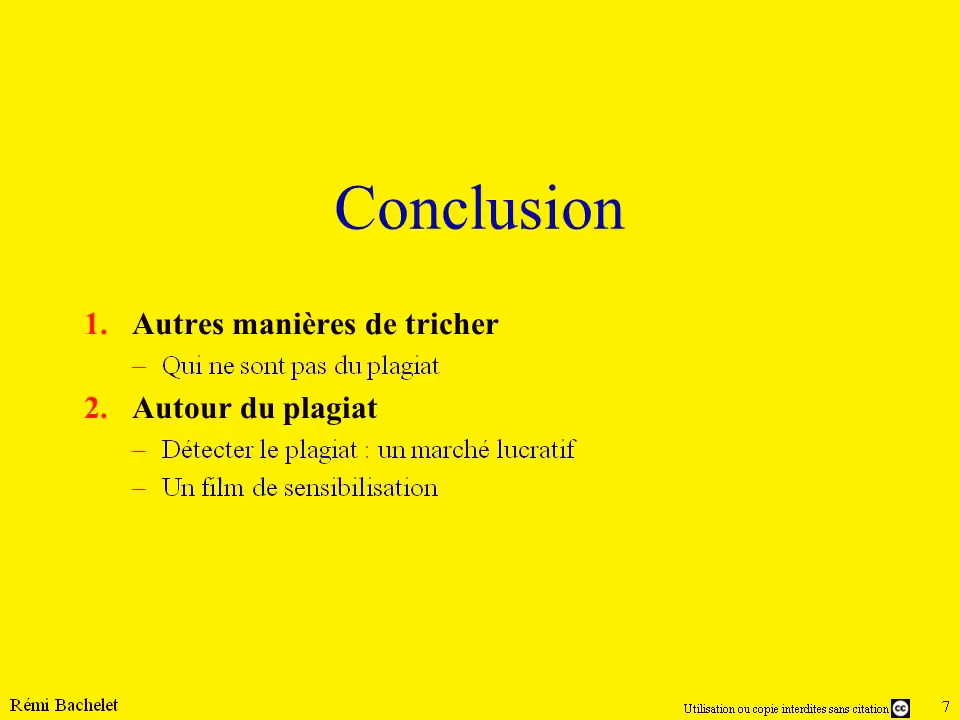 Conclusion
1. Autres manières de tricher
– Qui ne sont pas du plagiat
2. Autour du plagiat
– Détecter le plagiat : un marché lucratif
– Un film de sensibilisation
Rémi Bachelet
Utilisation ou copie interdites sans citation cc 7